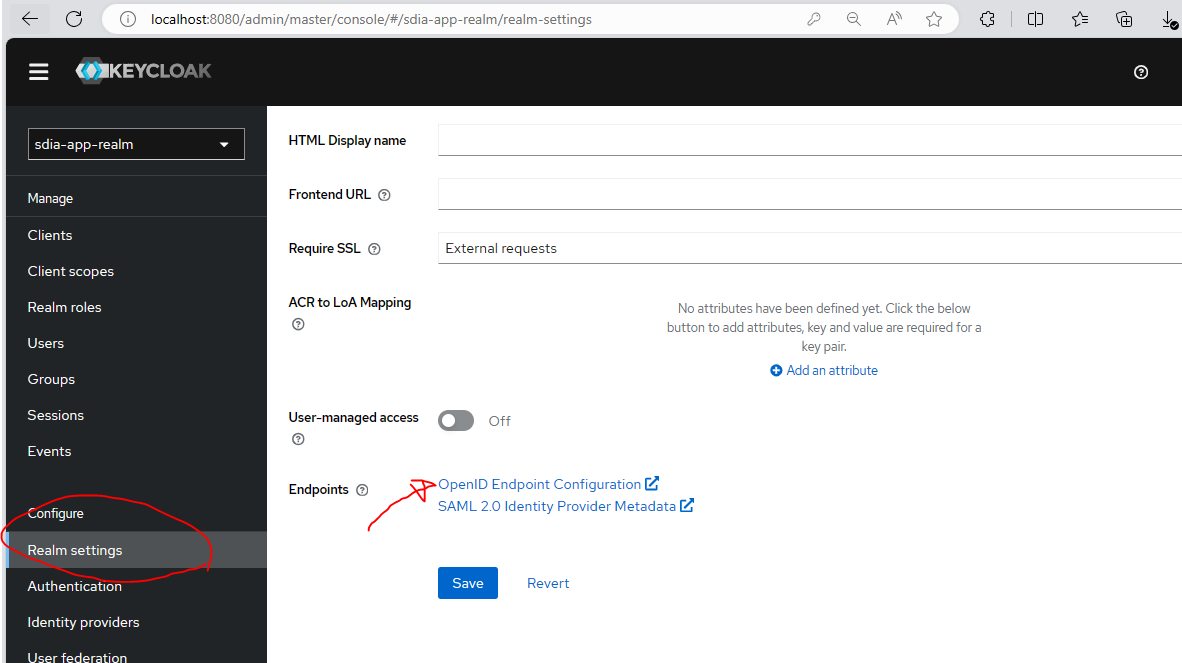 localhost:8080/admin/master/console/#/sdia-app-realm/realm-settings
KEYCLOAK
sdia-app-realm
Manage
Clients
Client scopes
Realm roles
Users
Groups
Sessions
Events
Configure
Realm settings
Authentication
Identity providers
User federation
HTML Display name
Frontend URL
Require SSL
External requests
ACR to LoA Mapping
No attributes have been defined yet. Click the below
button to add attributes, key and value are required for a
key pair.
Add an attribute
User-managed access
Off
Endpoints
OpenID Endpoint Configuration
SAML 2.0 Identity Provider Metadata
Save
Revert